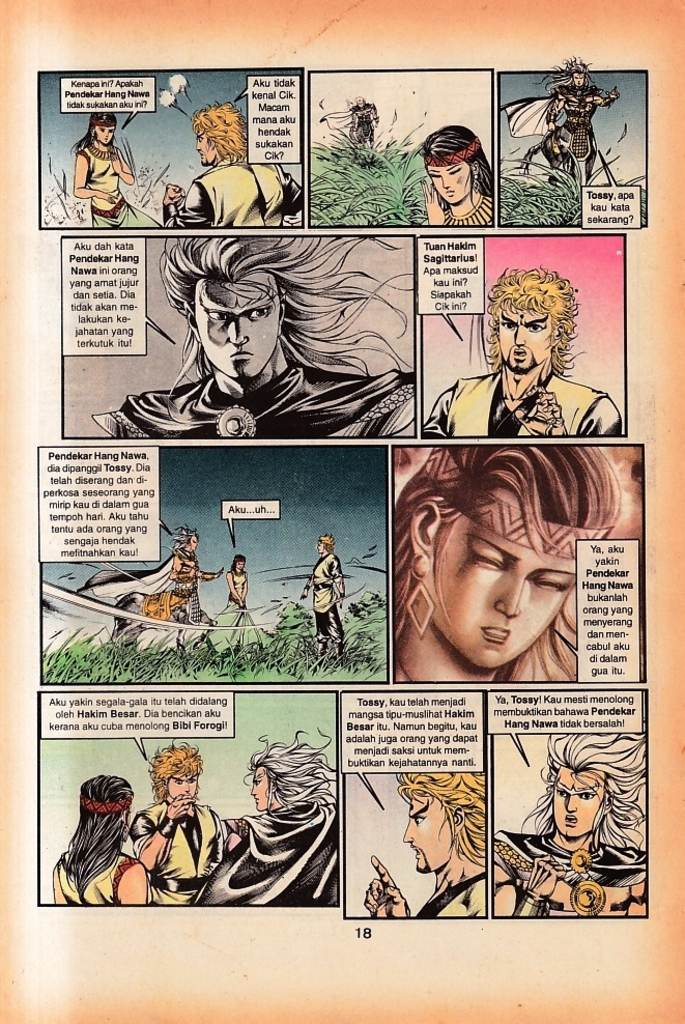 Kenapa ini? Apakah
Pendekar Hang Nawa
tidak sukakan aku ini?
Aku tidak
kenal Cik.
Macam
mana aku
hendak
sukakan
Cik?
Tossy, apa
kau kata
sekarang?
Aku dah kata
Pendekar Hang
Nawa ini orang
yang amat jujur
dan setia. Dia
tidak akan me-
lakukan ke-
jahatan yang
terkutuk itu!
Tuan Hakim
Sagittarius!
Apa maksud
kau ini?
Siapakah
Cik ini?
Pendekar Hang Nawa,
dia dipanggil Tossy. Dia
telah diserang dan di-
perkosa seseorang yang
mirip kau di dalam gua
tempoh hari. Aku tahu
tentu ada orang yang
sengaja hendak
mefitnahkan kau!
Aku...uh...
Ya, aku
yakin
Pendekar
Hang Nawa
bukanlah
orang yang
menyerang
dan men-
cabul aku
di dalam
gua itu.
Aku yakin segala-gala itu telah didalang
oleh Hakim Besar. Dia bencikan aku
kerana aku cuba menolong Bibi Forogi!
Tossy, kau telah menjadi
mangsa tipu-muslihat Hakim
Besar itu. Namun begitu, kau
adalah juga orang yang dapat
menjadi saksi untuk mem-
buktikan kejahatannya nanti.
Ya, Tossy! Kau mesti menolong
membuktikan bahawa Pendekar
Hang Nawa tidak bersalah!
18